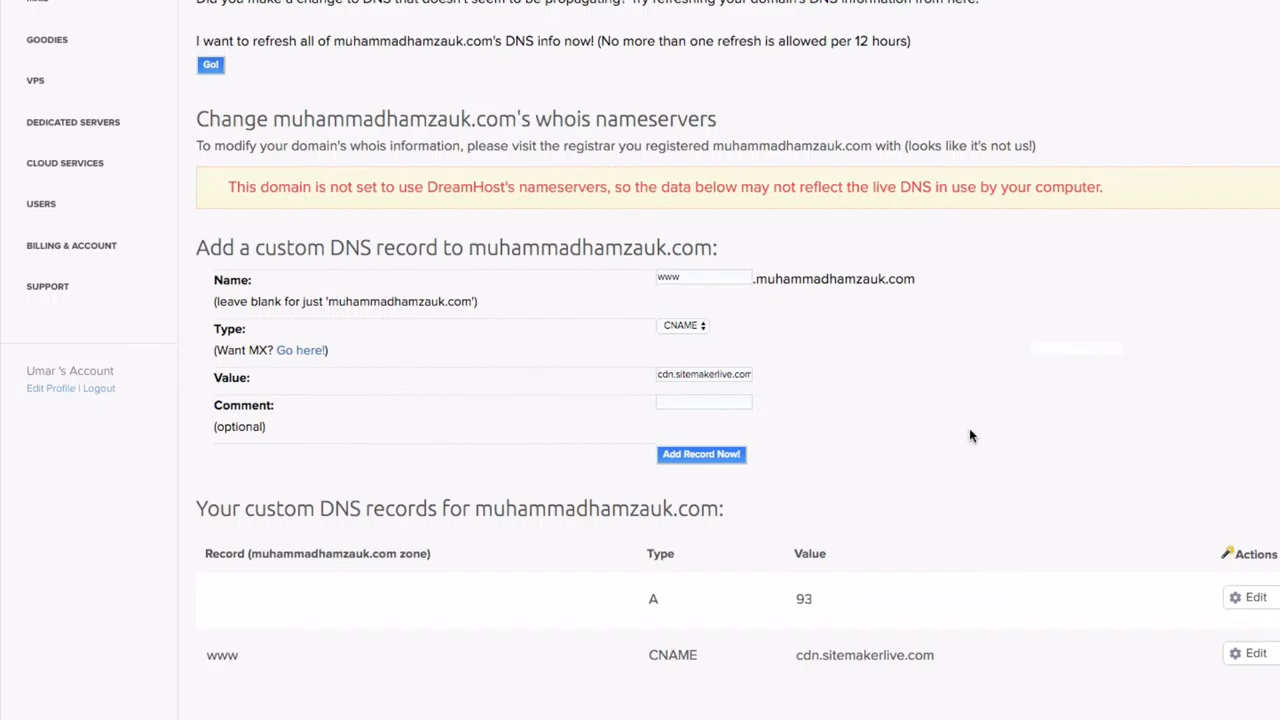 Did you make a change to DNS that doesn't seem to be propagating? Try refreshing your domain's DNS information from here.
GOODIES
I want to refresh all of muhammadhamzauk.com's DNS info now! (No more than one refresh is allowed per 12 hours)
Go!
VPS
DEDICATED SERVERS
CLOUD SERVICES
USERS
BILLING & ACCOUNT
SUPPORT
Umar 's Account
Edit Profile | Logout
Change muhammadhamzauk.com's whois nameservers
To modify your domain's whois information, please visit the registrar you registered muhammadhamzauk.com with (looks like it's not us!)
This domain is not set to use DreamHost's nameservers, so the data below may not reflect the live DNS in use by your computer.
Add a custom DNS record to muhammadhamzauk.com:
Name: www .muhammadhamzauk.com
(leave blank for just 'muhammadhamzauk.com')
Type: CNAME
(Want MX? Go here!)
Value: cdn.sitemakerlive.com
Comment:
(optional)
Add Record Now!
Your custom DNS records for muhammadhamzauk.com:
Record (muhammadhamzauk.com zone) Type Value Actions
A 93 Edit
www CNAME cdn.sitemakerlive.com Edit